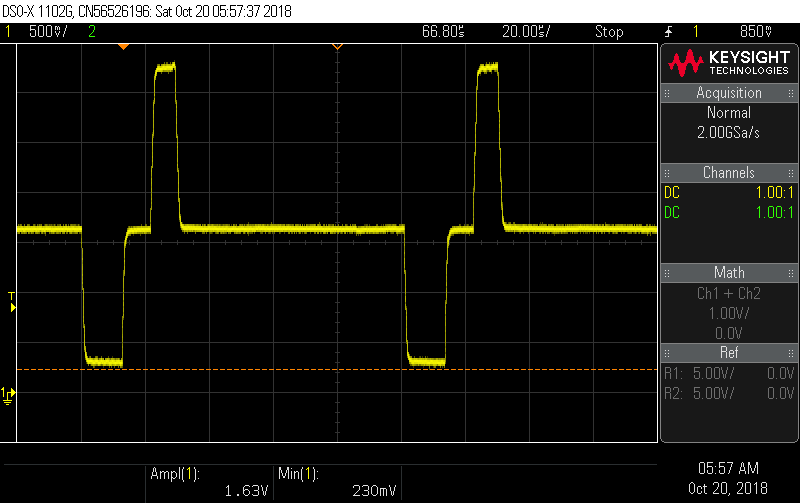 DSO-X 1102G, CN56526196: Sat Oct 20 05:57:37 2018
1 500mV/ 2 66.80s 20.00s/ Stop 1 850mV
KEYSIGHT
TECHNOLOGIES
Acquisition
Normal
2.00GSa/s
Channels
DC 1.00:1
DC 1.00:1
Math
Ch1 + Ch2
1.00V/
0.0V
Ref
R1: 5.00V/ 0.0V
R2: 5.00V/ 0.0V
T
1
Ampl(1): Min(1):
1.63V 230mV
05:57 AM
Oct 20, 2018